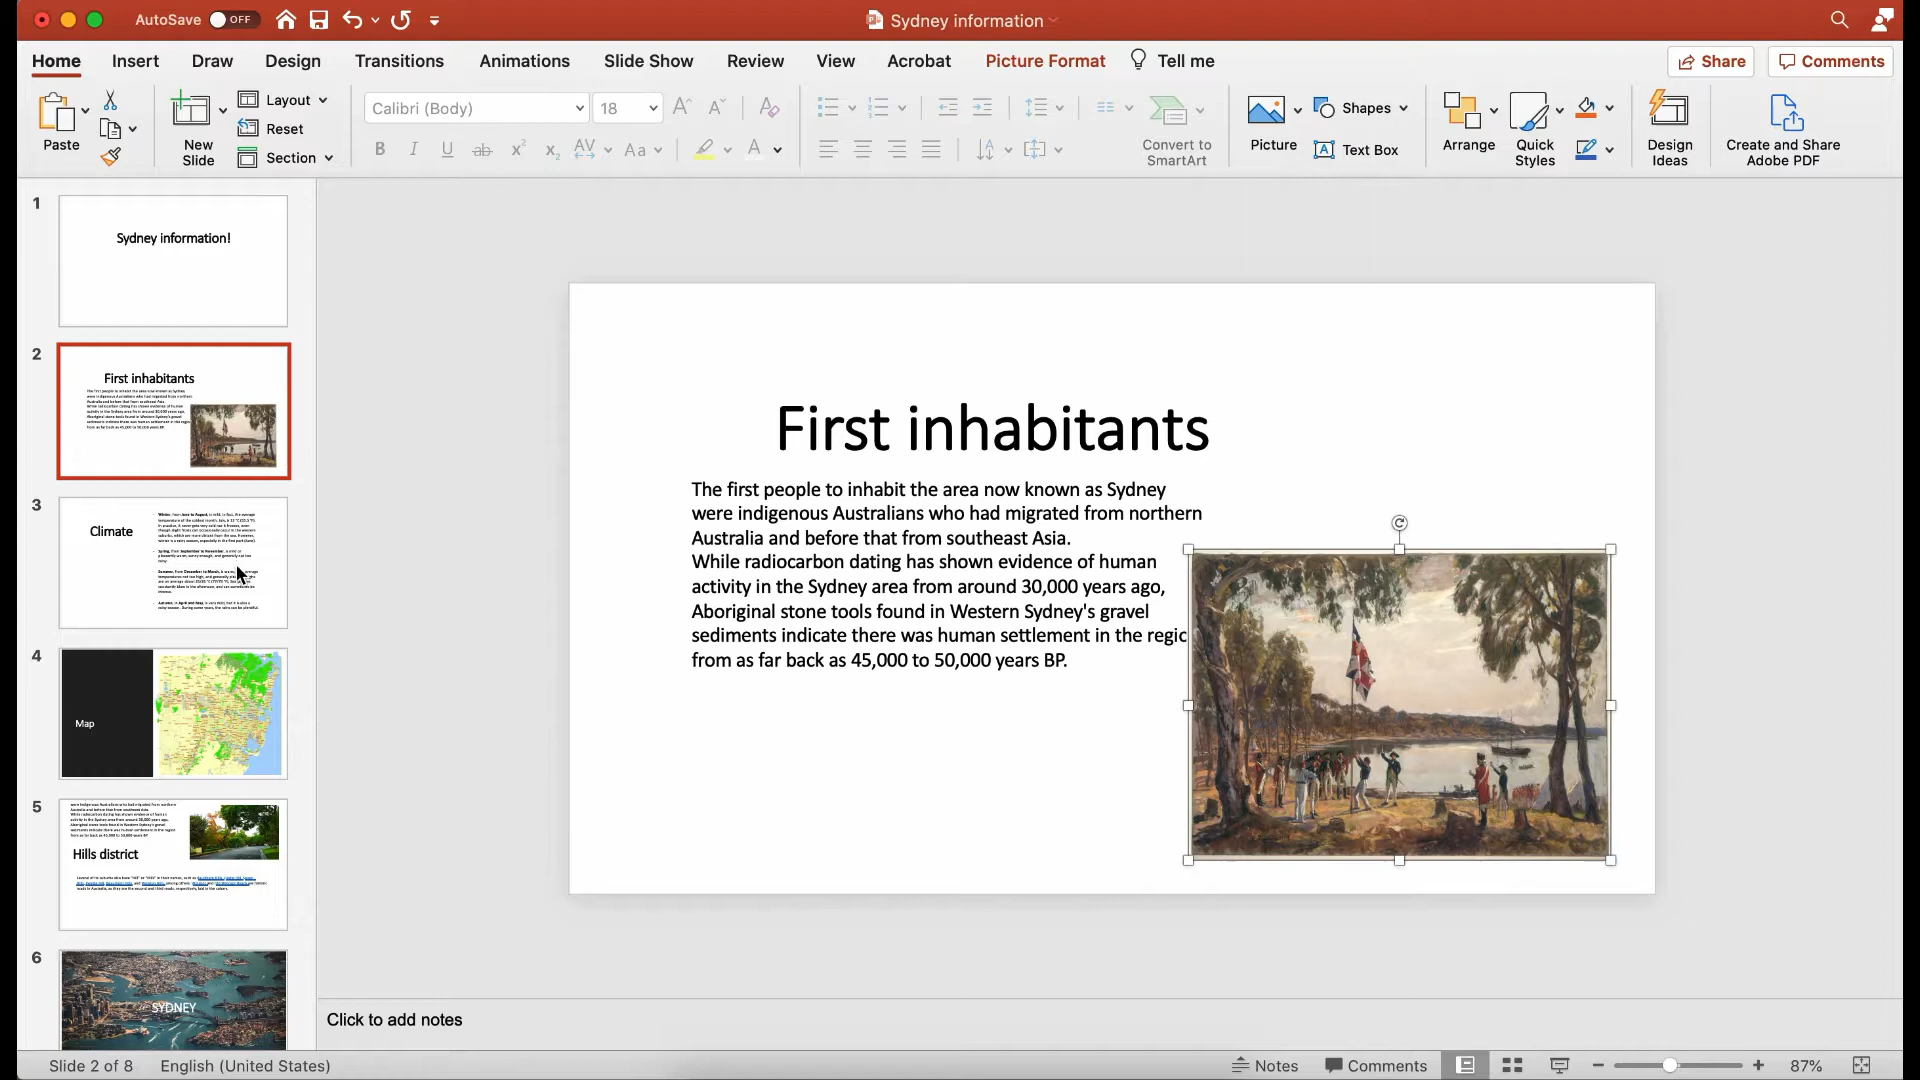 AutoSave OFF
Sydney information
Home Insert Draw Design Transitions Animations Slide Show Review View Acrobat Picture Format Tell me
Share Comments
Paste
New
Slide
Layout
Reset
Section
Calibri (Body) 18
Convert to
SmartArt
Picture
Shapes
Text Box
Arrange
Quick
Styles
Design
Ideas
Create and Share
Adobe PDF
1
Sydney information!
2
First inhabitants
3
Climate
4
Map
5
Hills district
6
SYDNEY
First inhabitants
The first people to inhabit the area now known as Sydney
were indigenous Australians who had migrated from northern
Australia and before that from southeast Asia.
While radiocarbon dating has shown evidence of human
activity in the Sydney area from around 30,000 years ago,
Aboriginal stone tools found in Western Sydney's gravel
sediments indicate there was human settlement in the regic
from as far back as 45,000 to 50,000 years BP.
Click to add notes
Slide 2 of 8 English (United States)
Notes Comments 87%